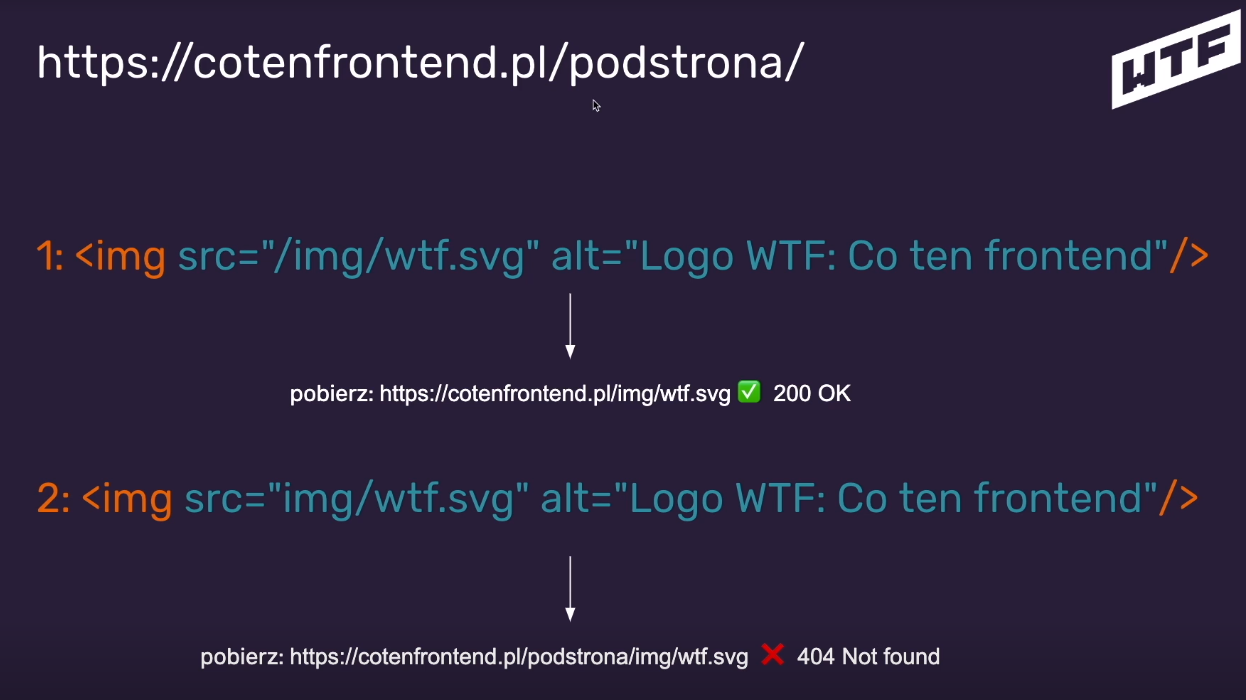 https://cotenfrontend.pl/podstrona/
WTF
1: <img src="/img/wtf.svg" alt="Logo WTF: Co ten frontend"/>
pobierz: https://cotenfrontend.pl/img/wtf.svg ✅ 200 OK
2: <img src="img/wtf.svg" alt="Logo WTF: Co ten frontend"/>
pobierz: https://cotenfrontend.pl/podstrona/img/wtf.svg ❌ 404 Not found